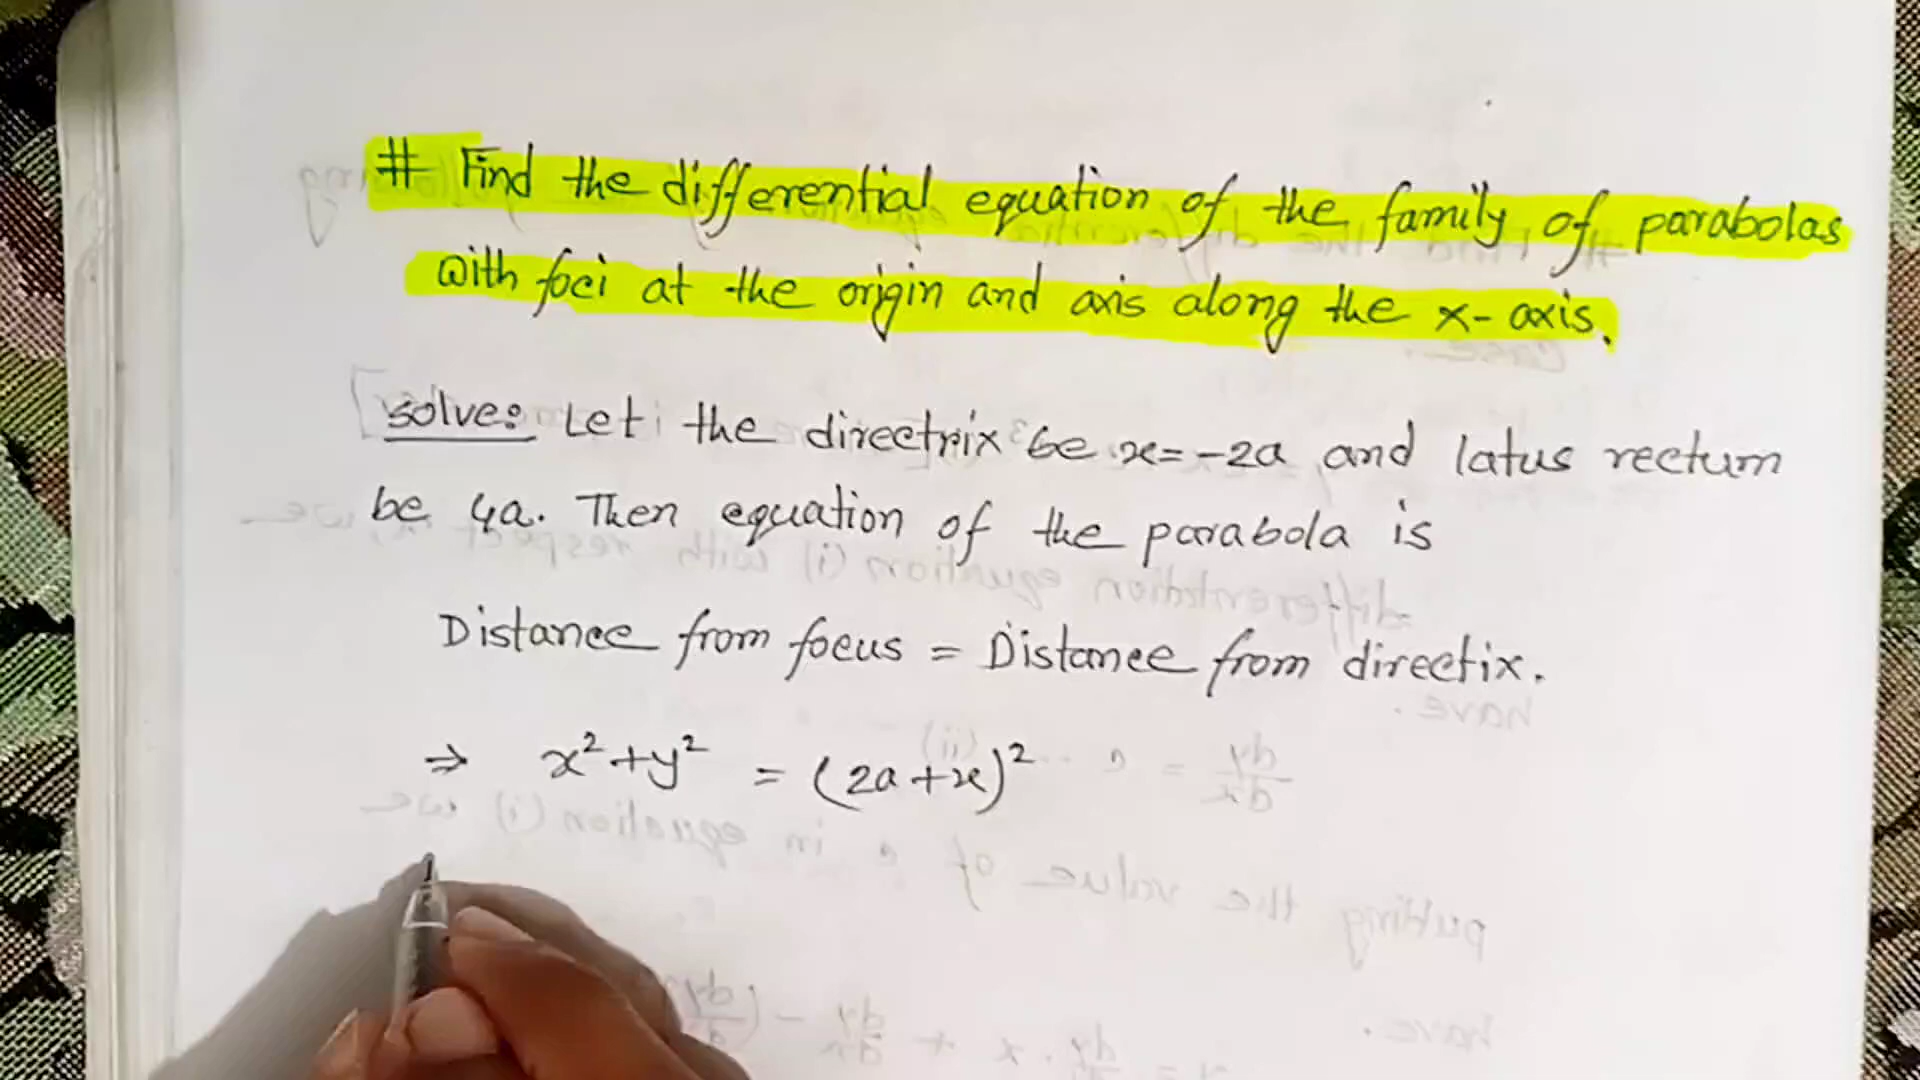 # Find the differential equation of the family of parabolas
with foci at the origin and axis along the x-axis.
solve: Let the directrix be x=-2a and latus rectum
be 4a. Then equation of the parabola is
Distance from focus = Distance from directix.
⇒ x²+y² = (2a+x)²